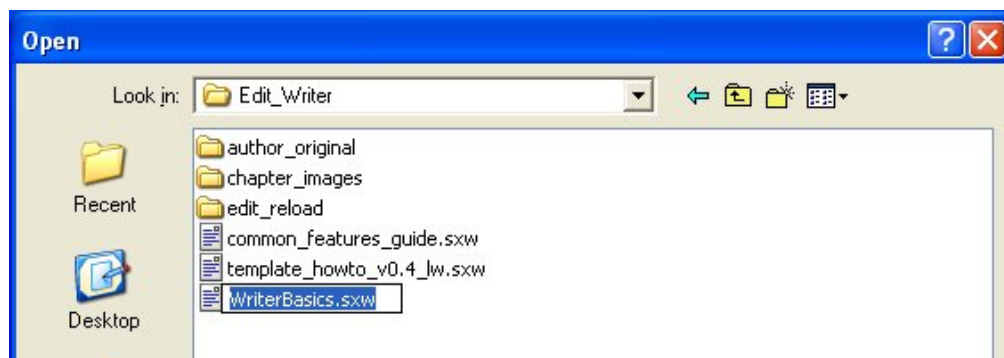 Open
Look in: Edit_Writer
author_original
chapter_images
Recent
edit_reload
common_features_guide.sxw
template_howto_v0.4_lw.sxw
WriterBasics.sxw
Desktop